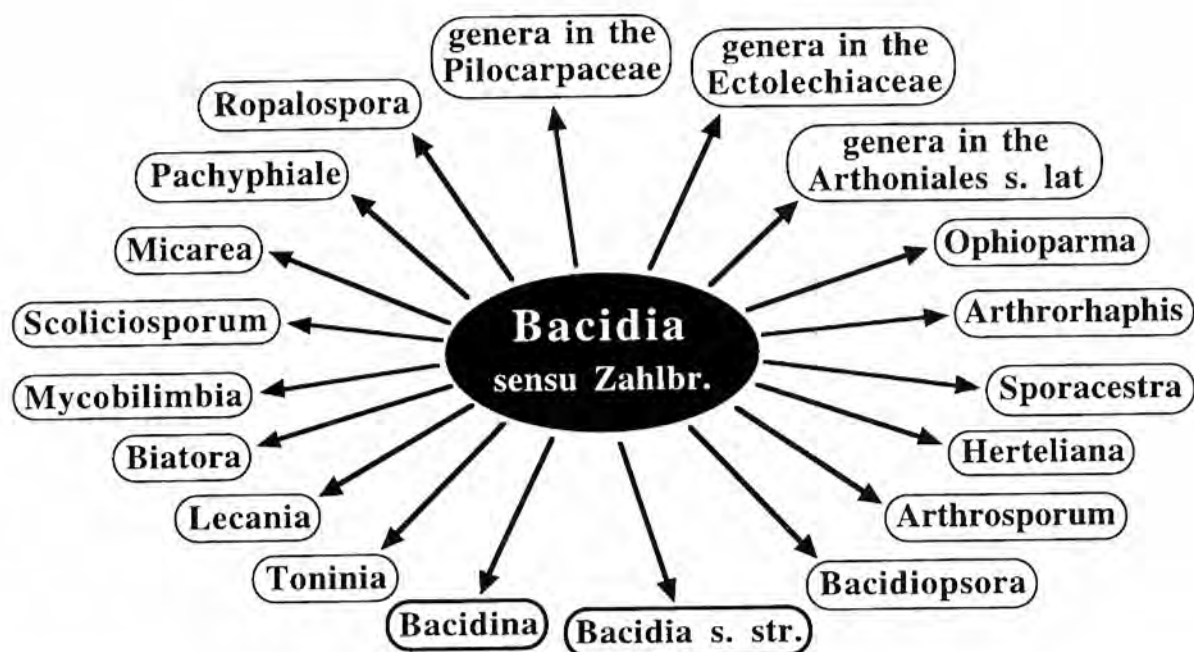 genera in the
Pilocarpaceae
genera in the
Ectolechiaceae
Ropalospora
genera in the
Arthoniales s. lat
Pachyphiale
Micarea
Ophioparma
Scoliciosporum
Arthrorhaphis
Bacidia
sensu Zahlbr.
Mycobilimbia
Sporacestra
Biatora
Herteliana
Lecania
Arthrosporum
Toninia
Bacidiopsora
Bacidina
Bacidia s. str.